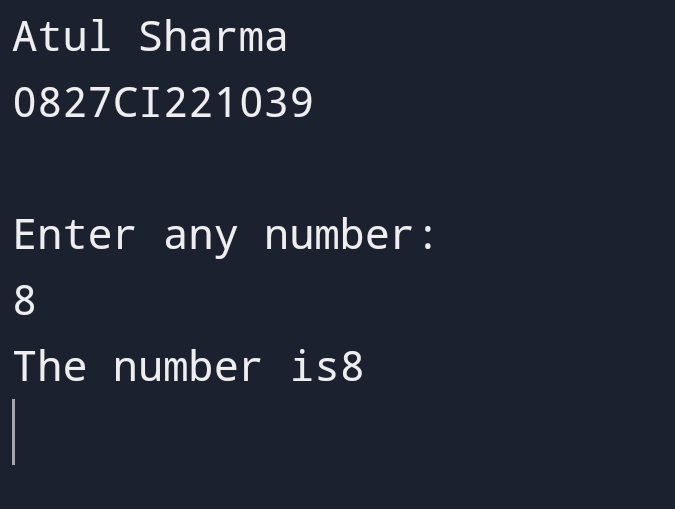 Atul Sharma
0827CI221039
Enter any number:
8
The number is8